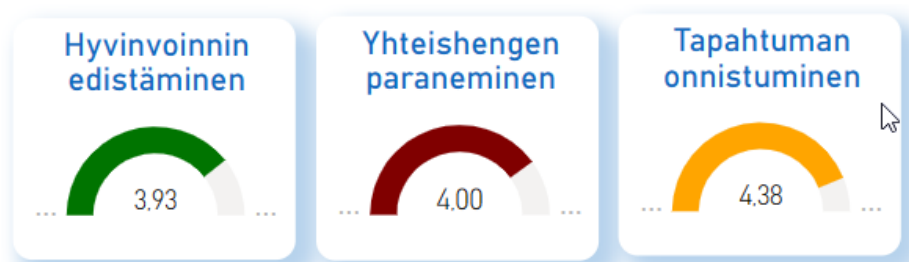 Hyvinvoinnin
edistäminen
3,93
... ...
Yhteishengen
paraneminen
4,00
... ...
Tapahtuman
onnistuminen
4,38
... ...